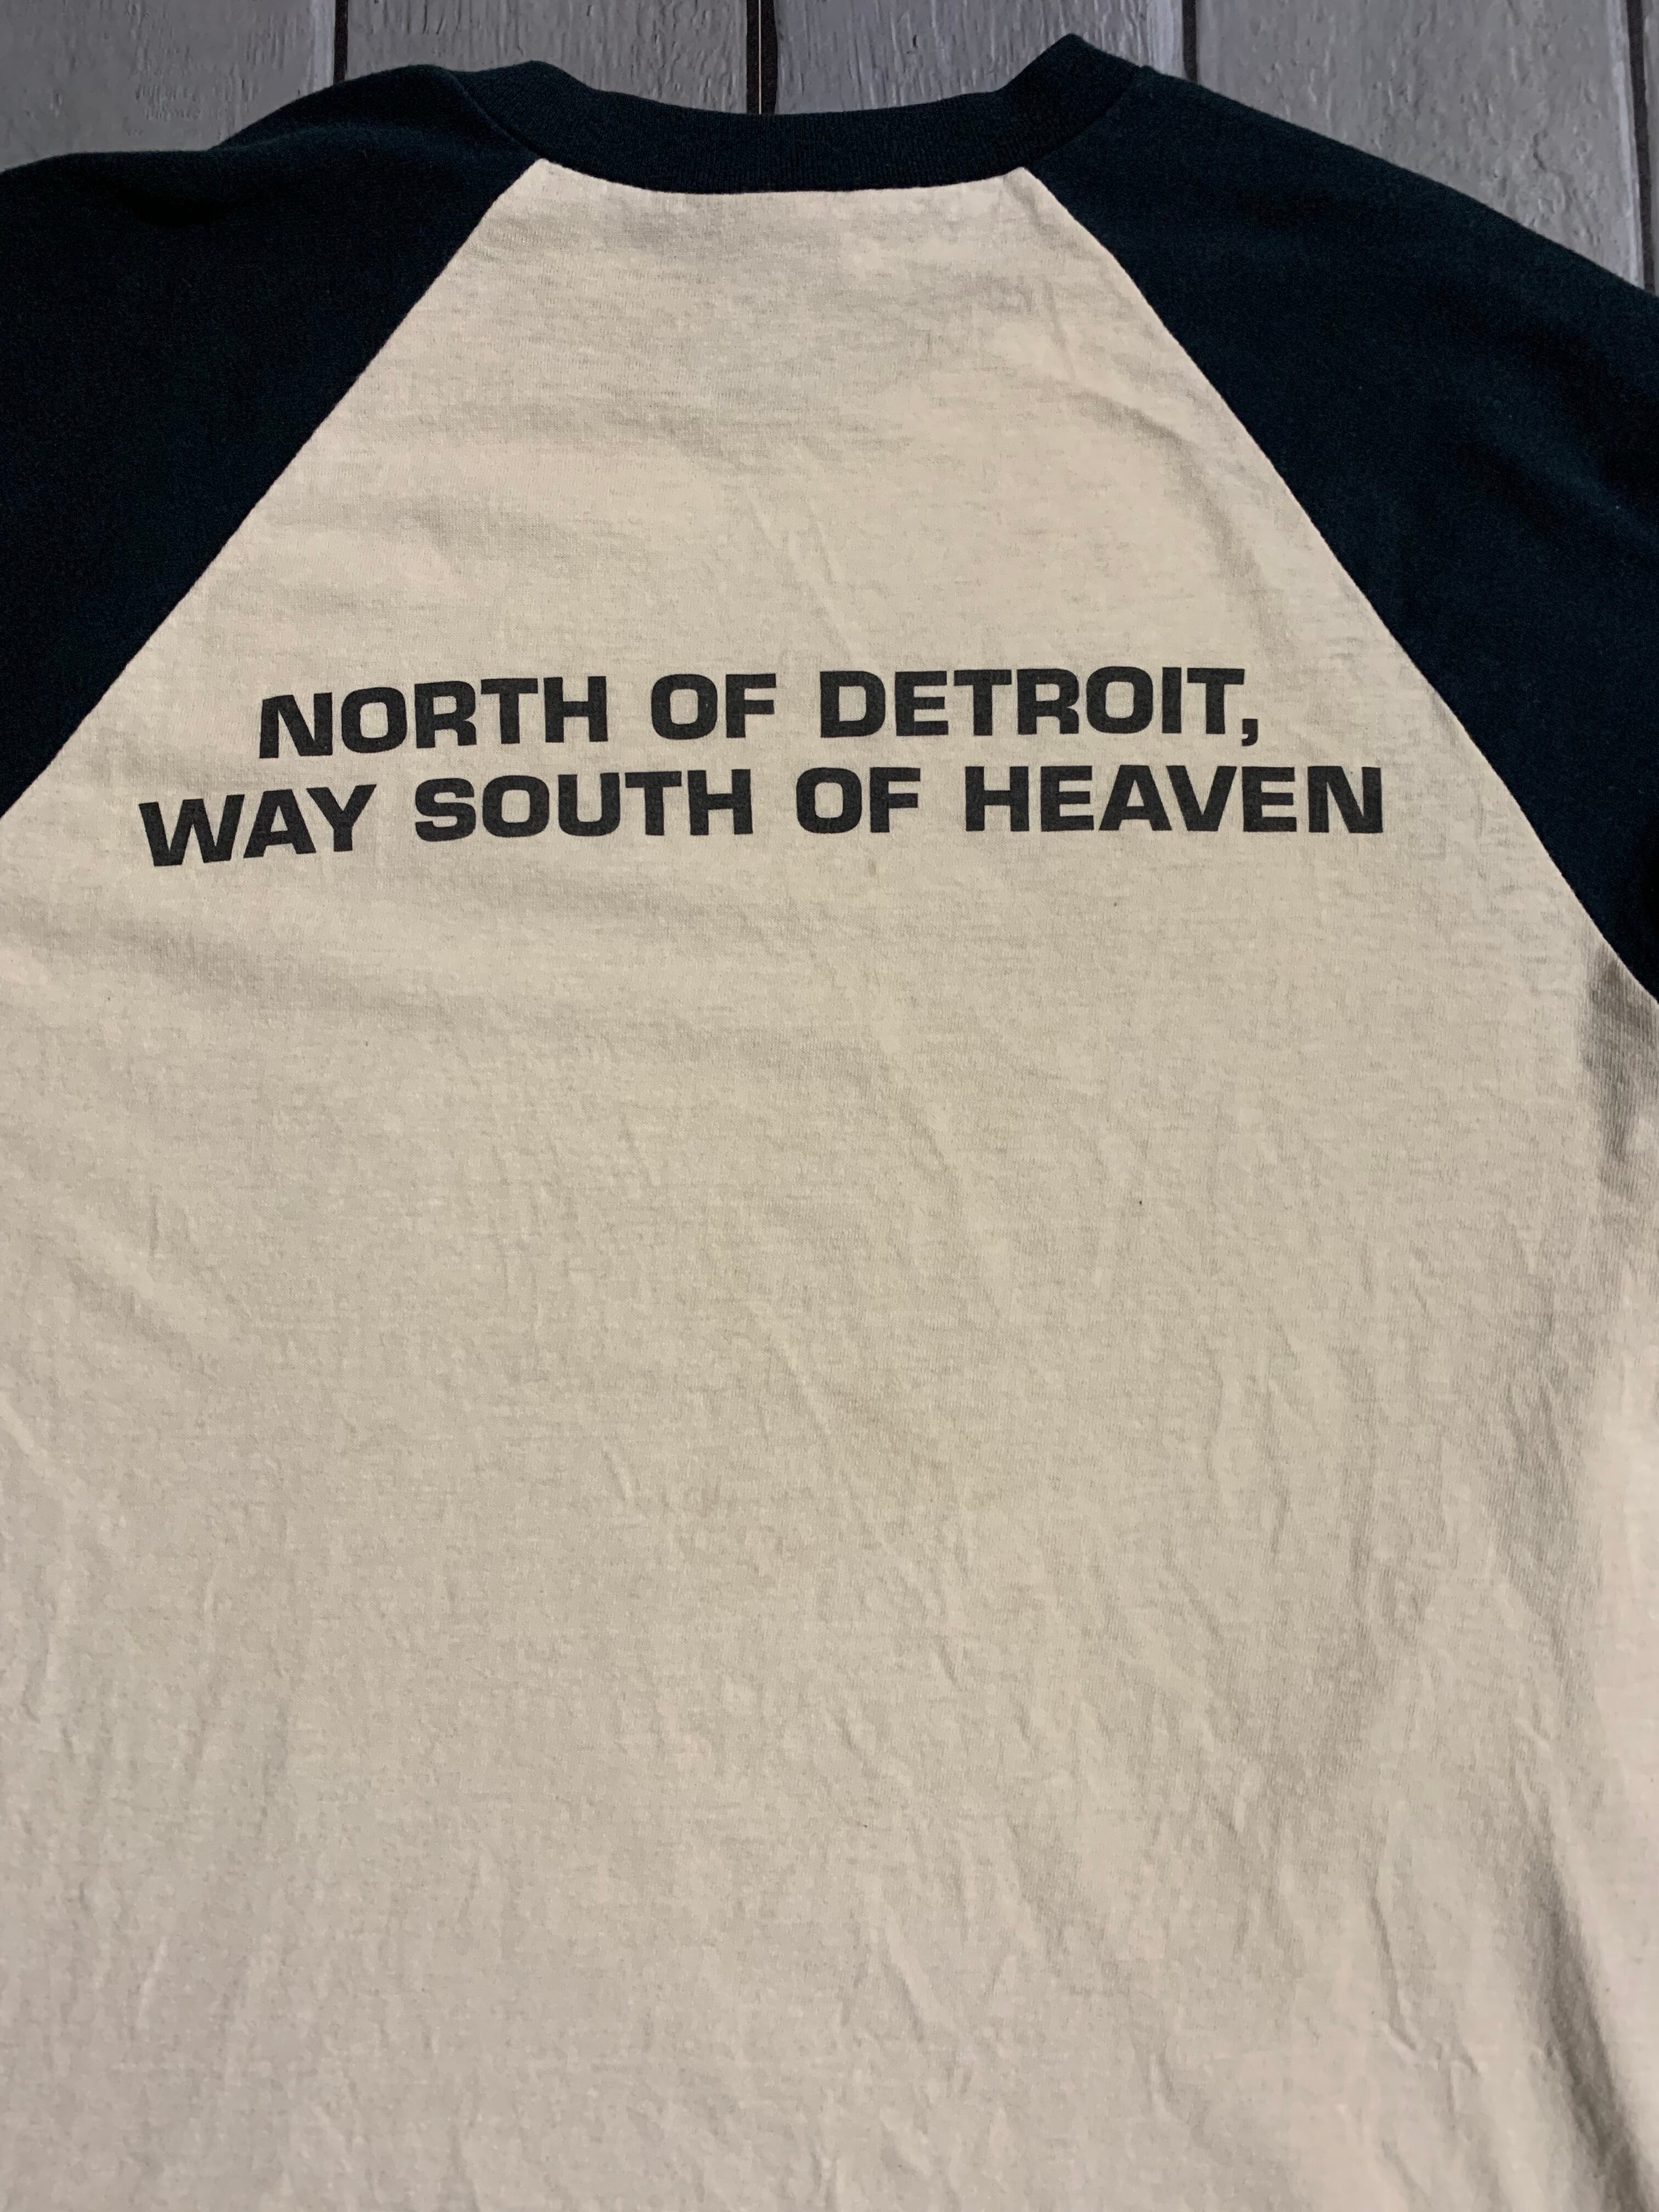 NORTH OF DETROIT,
WAY SOUTH OF HEAVEN